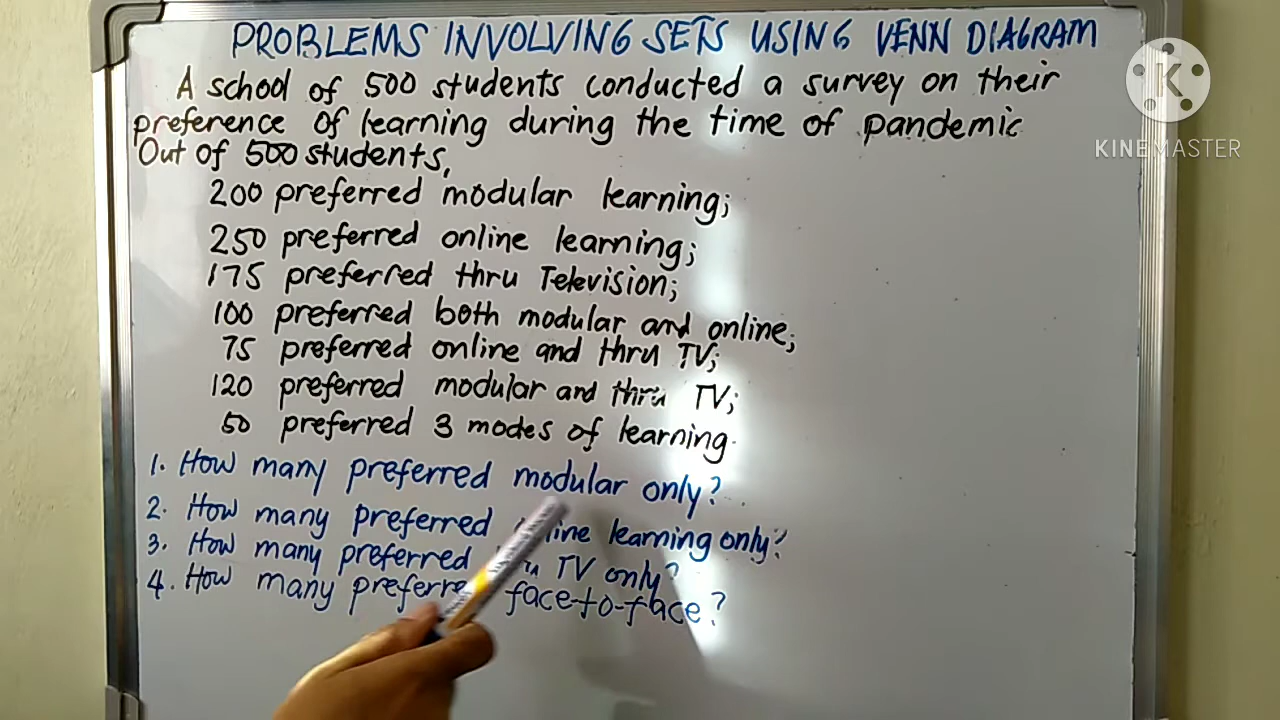 PROBLEMS INVOLVING SETS USING VENN DIAGRAM
A school of 500 students conducted a survey on their
preference of learning during the time of pandemic
Out of 500 students,
200 preferred modular learning;
250 preferred online learning;
175 preferred thru Television;
100 preferred both modular and online;
75 preferred online and thru TV;
120 preferred modular and thru TV;
50 preferred 3 modes of learning.
1. How many preferred modular only?
2. How many preferred learning only?
3. How many preferred TV only?
4. How many face-to-face?
K
KINEMASTER